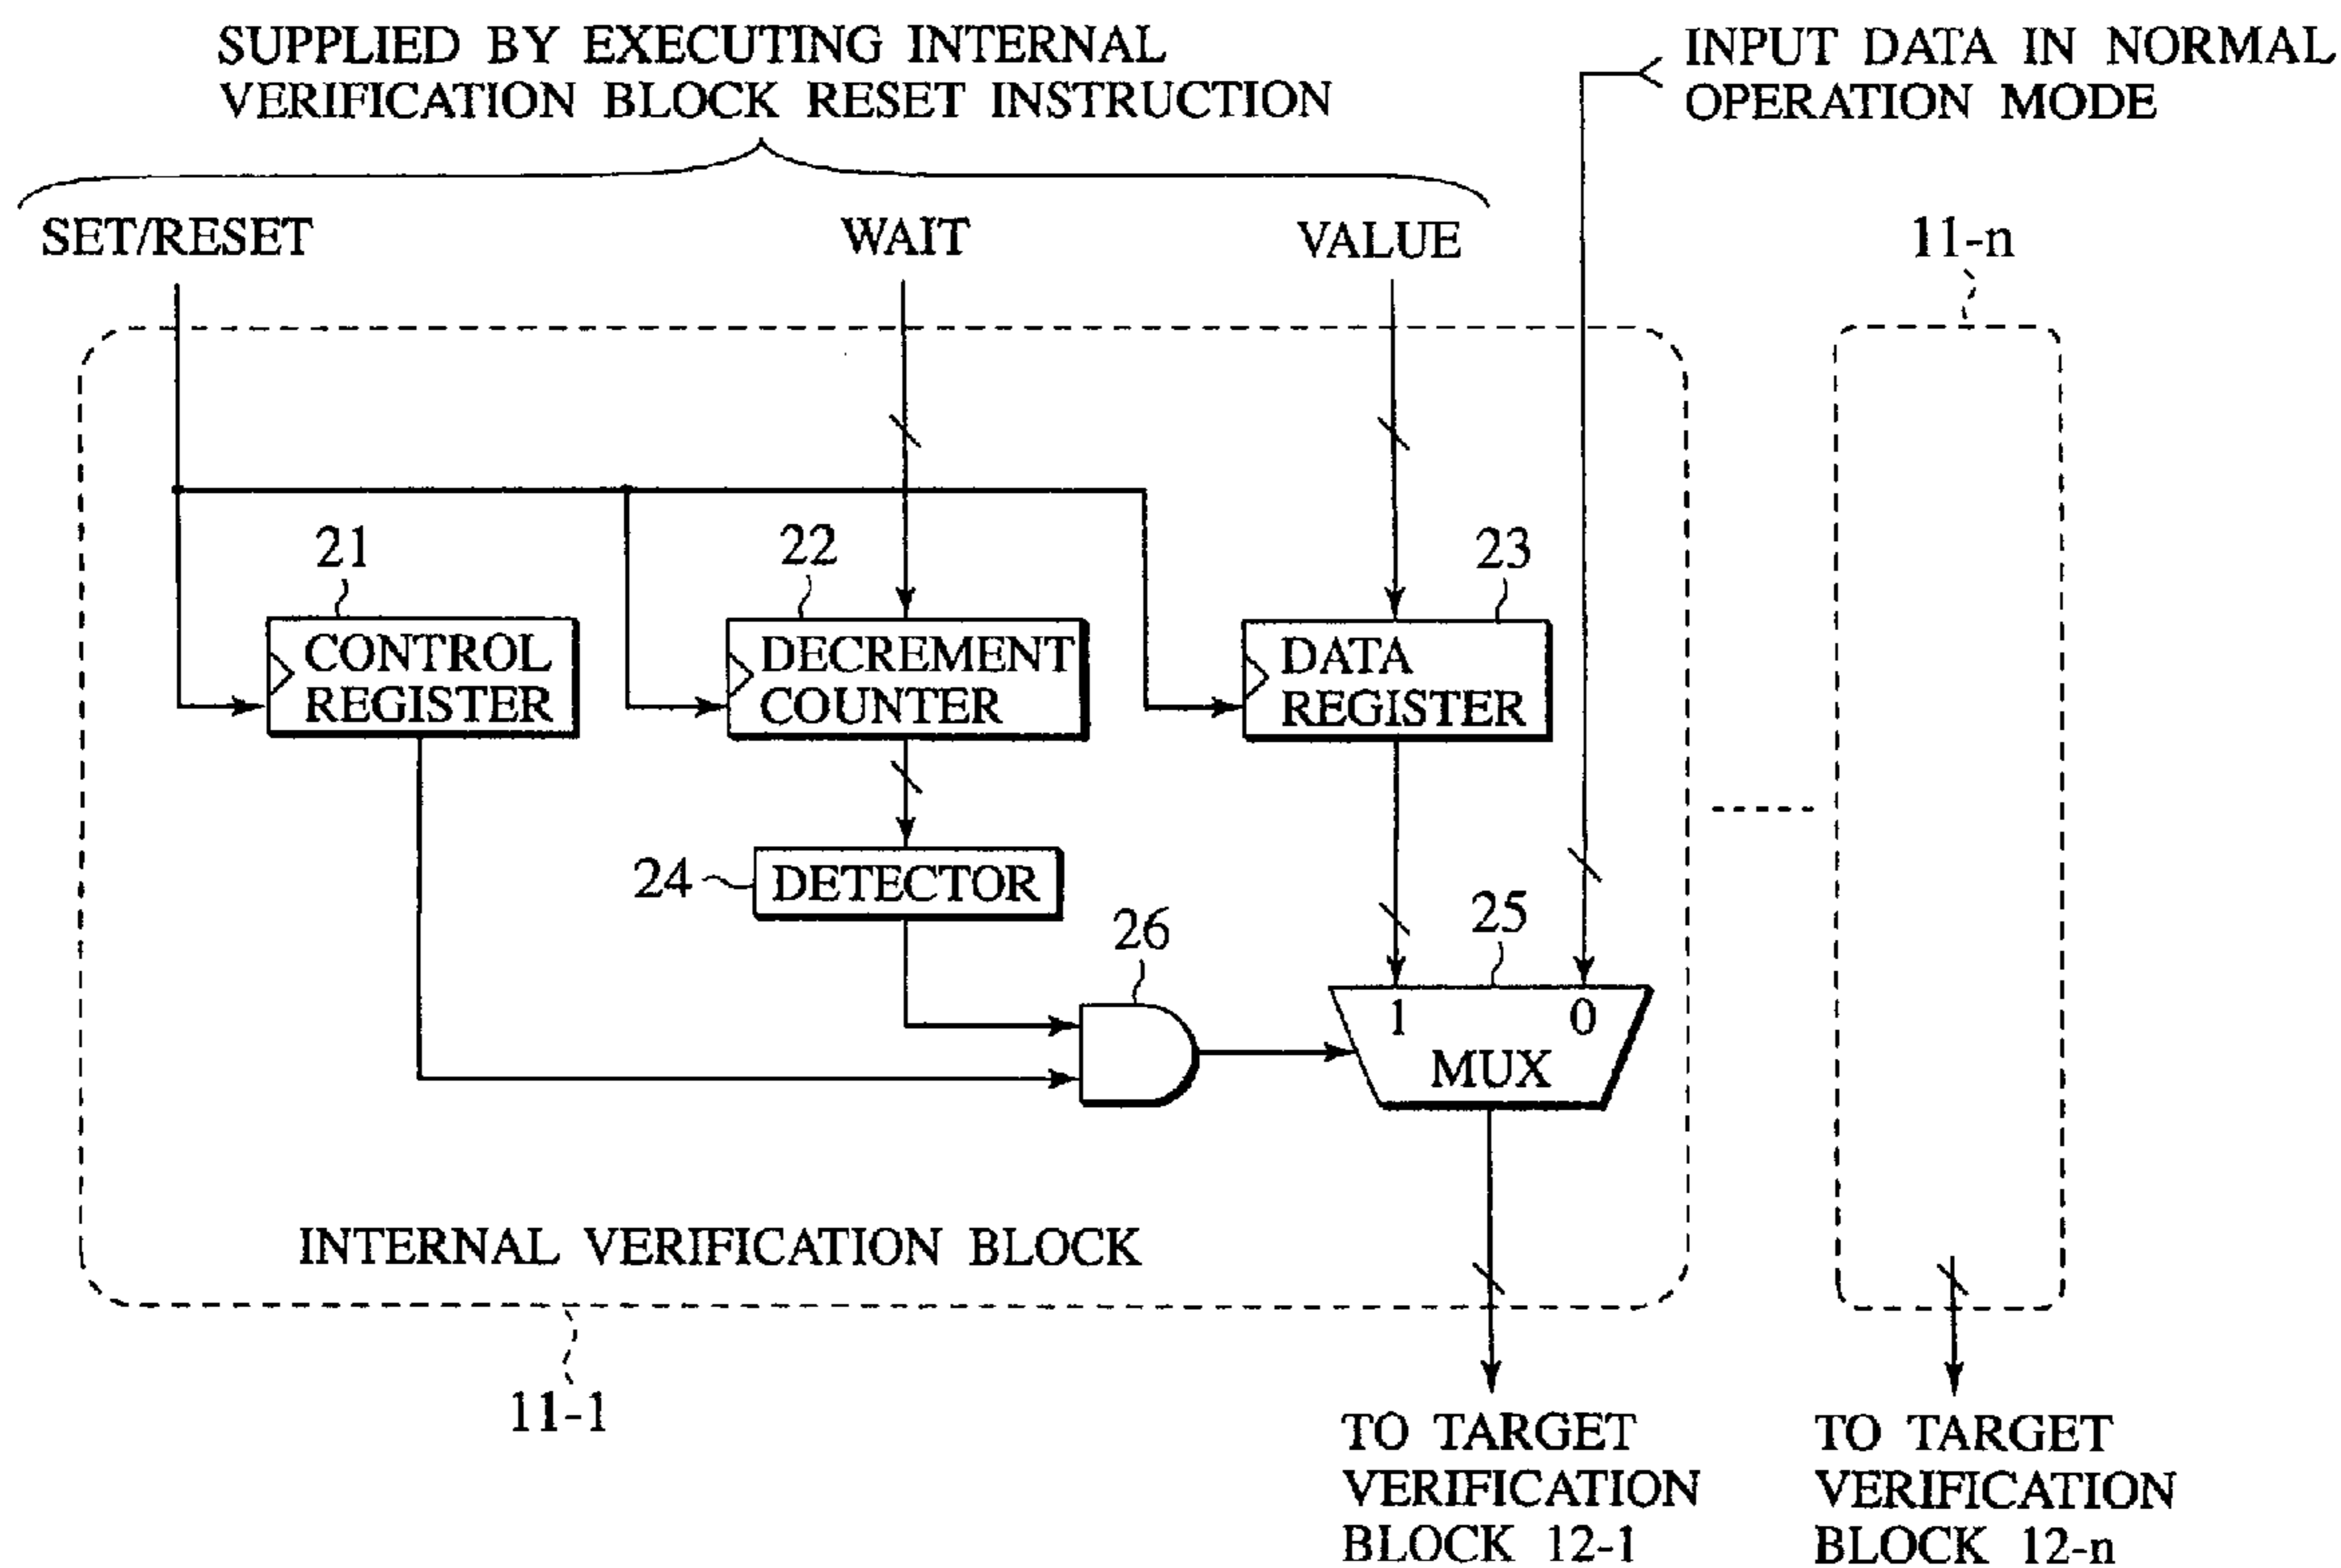 SUPPLIED BY EXECUTING INTERNAL
VERIFICATION BLOCK RESET INSTRUCTION
INPUT DATA IN NORMAL
OPERATION MODE
SET/RESET
WAIT
VALUE
11-n
21
22
23
CONTROL
REGISTER
DECREMENT
COUNTER
DATA
REGISTER
24
DETECTOR
26
25
1
0
MUX
INTERNAL VERIFICATION BLOCK
11-1
TO TARGET
VERIFICATION
BLOCK 12-1
TO TARGET
VERIFICATION
BLOCK 12-n